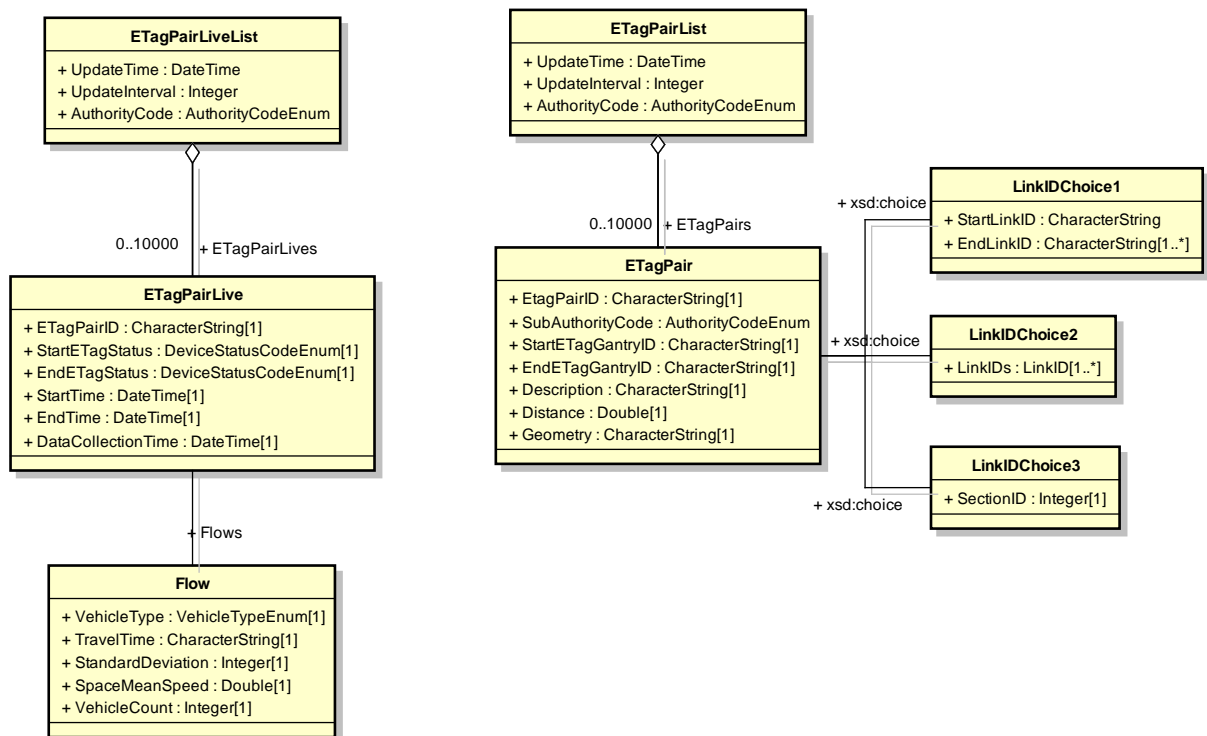 ETagPairLiveList
+ UpdateTime : DateTime
+ UpdateInterval : Integer
+ AuthorityCode : AuthorityCodeEnum
0..10000
+ ETagPairLives
ETagPairLive
+ ETagPairID : CharacterString[1]
+ StartETagStatus : DeviceStatusCodeEnum[1]
+ EndETagStatus : DeviceStatusCodeEnum[1]
+ StartTime : DateTime[1]
+ EndTime : DateTime[1]
+ DataCollectionTime : DateTime[1]
+ Flows
Flow
+ VehicleType : VehicleTypeEnum[1]
+ TravelTime : CharacterString[1]
+ StandardDeviation : Integer[1]
+ SpaceMeanSpeed : Double[1]
+ VehicleCount : Integer[1]
ETagPairList
+ UpdateTime : DateTime
+ UpdateInterval : Integer
+ AuthorityCode : AuthorityCodeEnum
0..10000
+ ETagPairs
ETagPair
+ EtagPairID : CharacterString[1]
+ SubAuthorityCode : AuthorityCodeEnum
+ StartETagGantryID : CharacterString[1]
+ EndETagGantryID : CharacterString[1]
+ Description : CharacterString[1]
+ Distance : Double[1]
+ Geometry : CharacterString[1]
+ xsd:choice
LinkIDChoice1
+ StartLinkID : CharacterString
+ EndLinkID : CharacterString[1..*]
+ xsd:choice
LinkIDChoice2
+ LinkIDs : LinkID[1..*]
+ xsd:choice
LinkIDChoice3
+ SectionID : Integer[1]